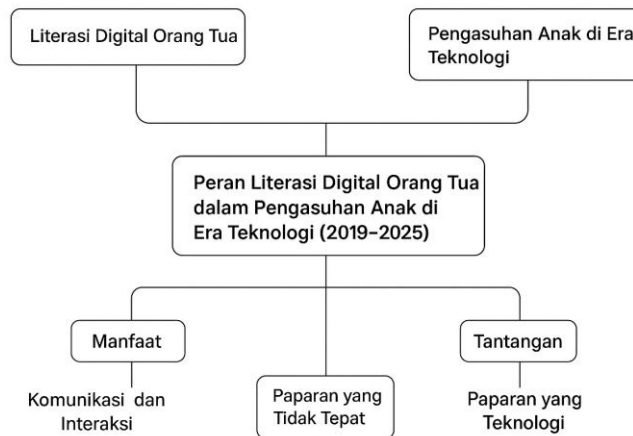 Literasi Digital Orang Tua
Pengasuhan Anak di Era
Teknologi
Peran Literasi Digital Orang Tua
dalam Pengasuhan Anak di
Era Teknologi (2019–2025)
Manfaat
Tantangan
Komunikasi dan
Interaksi
Paparan yang
Tidak Tepat
Paparan yang
Teknologi